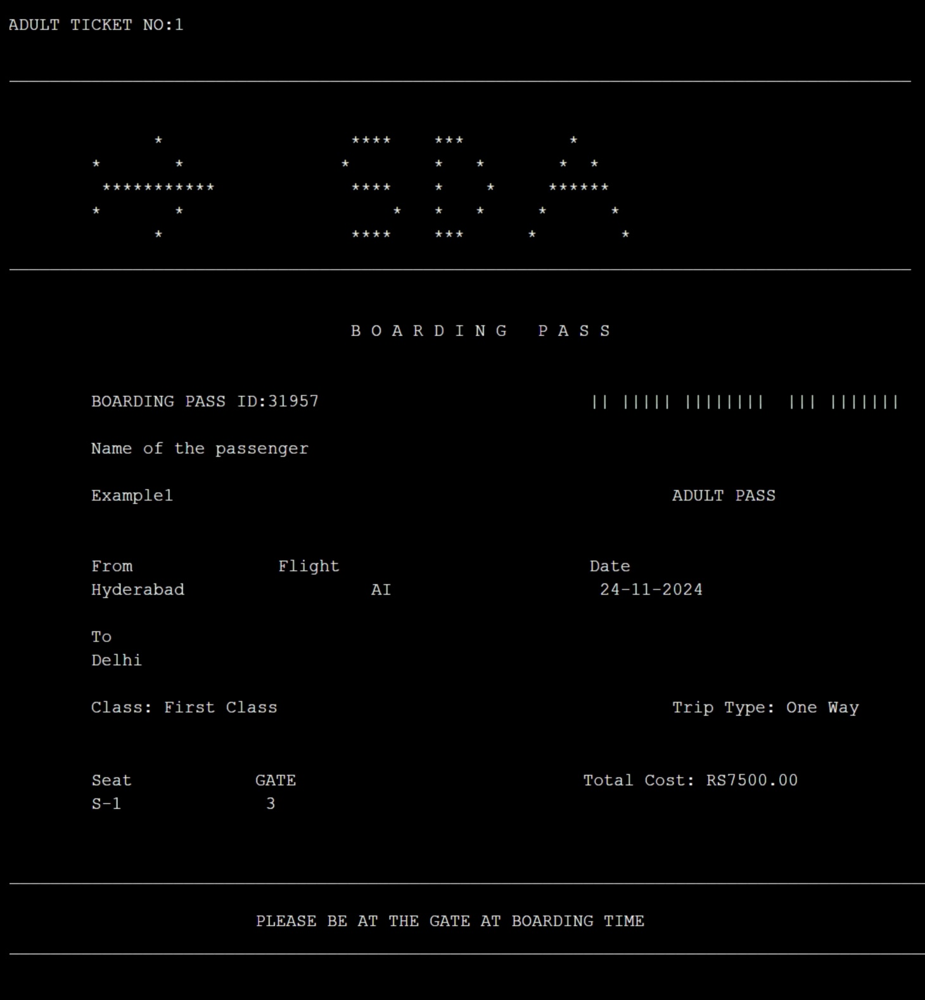 ADULT TICKET NO:1
* **** *** *
* * * * * * *
*********** **** * * ******
* * * * * * *
* **** *** * *
B O A R D I N G P A S S
BOARDING PASS ID:31957 || ||||| |||||||| ||| |||||||
Name of the passenger
Example1 ADULT PASS
From Flight Date
Hyderabad AI 24-11-2024
To
Delhi
Class: First Class Trip Type: One Way
Seat GATE Total Cost: RS7500.00
S-1 3
PLEASE BE AT THE GATE AT BOARDING TIME